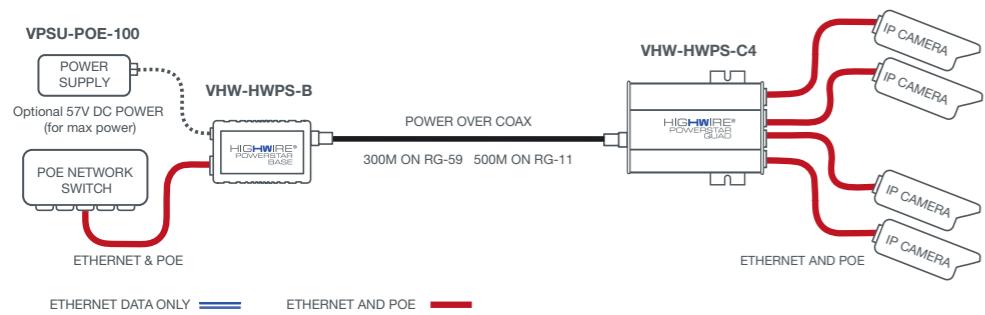 VPSU-POE-100
POWER
SUPPLY
Optional 57V DC POWER
(for max power)
POE NETWORK
SWITCH
ETHERNET & POE
VHW-HWPS-B
HIGHWIRE®
POWERSTAR
BASE
POWER OVER COAX
300M ON RG-59 500M ON RG-11
VHW-HWPS-C4
HIGHWIRE®
POWERSTAR
QUAD
IP CAMERA
IP CAMERA
IP CAMERA
IP CAMERA
ETHERNET AND POE
ETHERNET DATA ONLY
ETHERNET AND POE